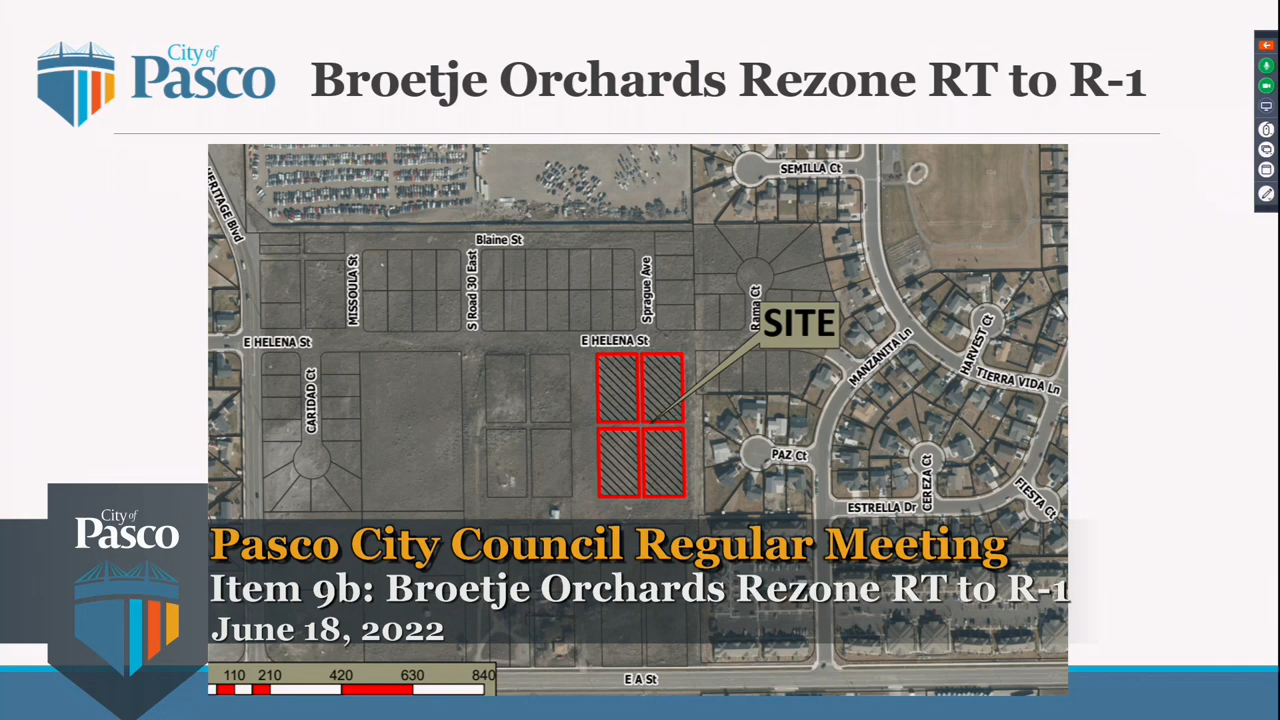 City of
Pasco
Broetje Orchards Rezone RT to R-1
SEMILLA Ct
HERITAGE Blvd
Blaine St
MISSOULA St
S Road 30 East
Sprague Ave
Rama Ct
SITE
E HELENA St
E HELENA St
HARVEST Ct
MANZANITA Ln
TIERRA VIDA Ln
CARIDAD Ct
PAZ Ct
CEREZA Ct
ESTRELLA Dr
FIESTA Ct
City of
Pasco
Pasco City Council Regular Meeting
Item 9b: Broetje Orchards Rezone RT to R-1
June 18, 2022
110 210 420 630 840
E A St